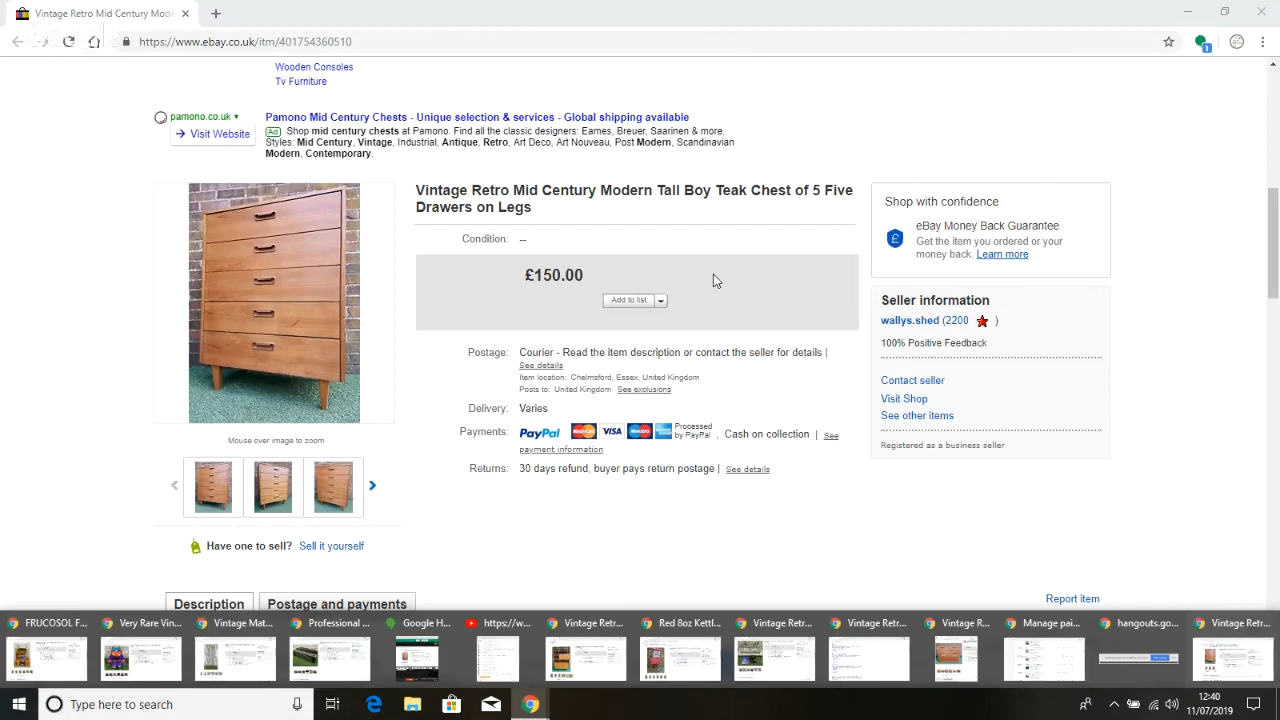 Vintage Retro Mid Century Mod
https://www.ebay.co.uk/itm/401754360510
1
Wooden Consoles
Tv Furniture
pamono.co.uk
Visit Website
Pamono Mid Century Chests - Unique selection & services - Global shipping available
Ad Shop mid century chests at Pamono. Find all the classic designers: Eames, Breuer, Saarinen & more.
Styles: Mid Century, Vintage, Industrial, Antique, Retro, Art Deco, Art Nouveau, Post Modern, Scandinavian
Modern, Contemporary.
Vintage Retro Mid Century Modern Tall Boy Teak Chest of 5 Five
Drawers on Legs
Condition: --
£150.00
Add to list
Postage: Courier - Read the item description or contact the seller for details |
See details
Item location: Chelmsford, Essex, United Kingdom
Posts to: United Kingdom See exclusions
Delivery: Varies
Payments: PayPal MasterCard VISA Maestro Processed by PayPal , Cash on collection | See
payment information
Returns: 30 days refund, buyer pays return postage | See details
Mouse over image to zoom
Have one to sell? Sell it yourself
Shop with confidence
£
eBay Money Back Guarantee
Get the item you ordered or your
money back. Learn more
Seller information
wallys.shed (2200 )
100% Positive Feedback
Contact seller
Visit Shop
See other items
Registered as a business seller
Description
Postage and payments
Report item
FRUCOSOL F...
Very Rare Vin...
Vintage Mat...
Professional ...
Google H...
https://w...
Vintage Retr...
Red 8oz Kettl...
Vintage Retr...
Vintage Retr...
Vintage R...
Manage pai...
hangouts.go...
Vintage Retr...
Type here to search
12:40
11/07/2019